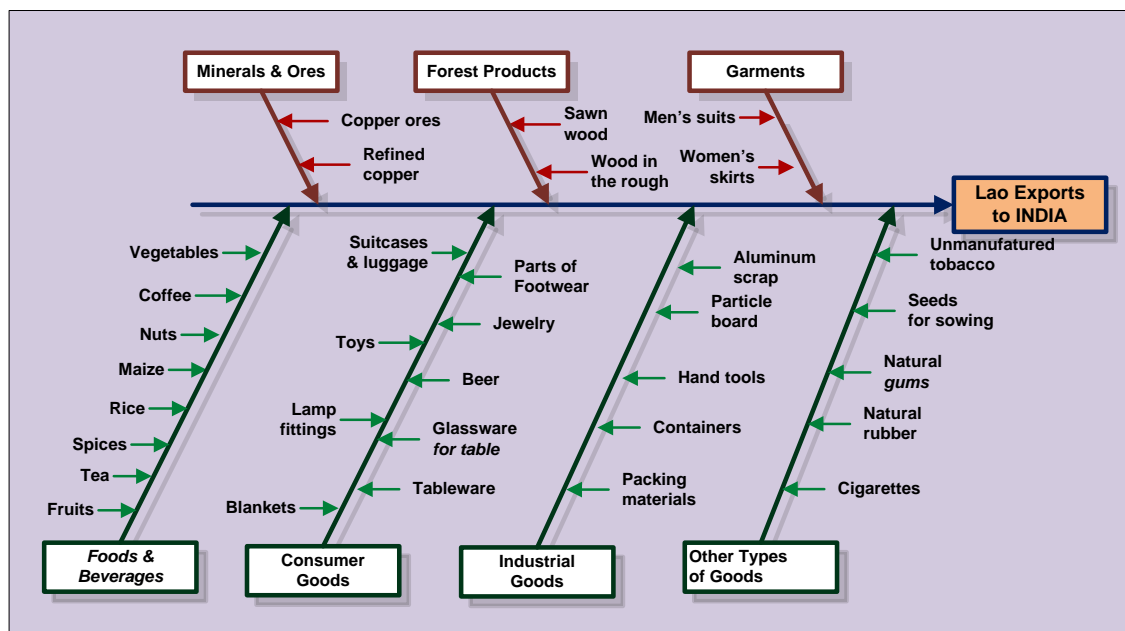 Minerals & Ores
Forest Products
Garments
Copper ores
Refined
copper
Sawn
wood
Wood in
the rough
Men's suits
Women's
skirts
Lao Exports
to INDIA
Vegetables
Coffee
Nuts
Maize
Rice
Spices
Tea
Fruits
Foods &
Beverages
Suitcases
& luggage
Parts of
Footwear
Jewelry
Toys
Beer
Lamp
fittings
Glassware
for table
Tableware
Blankets
Consumer
Goods
Aluminum
scrap
Particle
board
Hand tools
Containers
Packing
materials
Industrial
Goods
Unmanufatured
tobacco
Seeds
for sowing
Natural
gums
Natural
rubber
Cigarettes
Other Types
of Goods